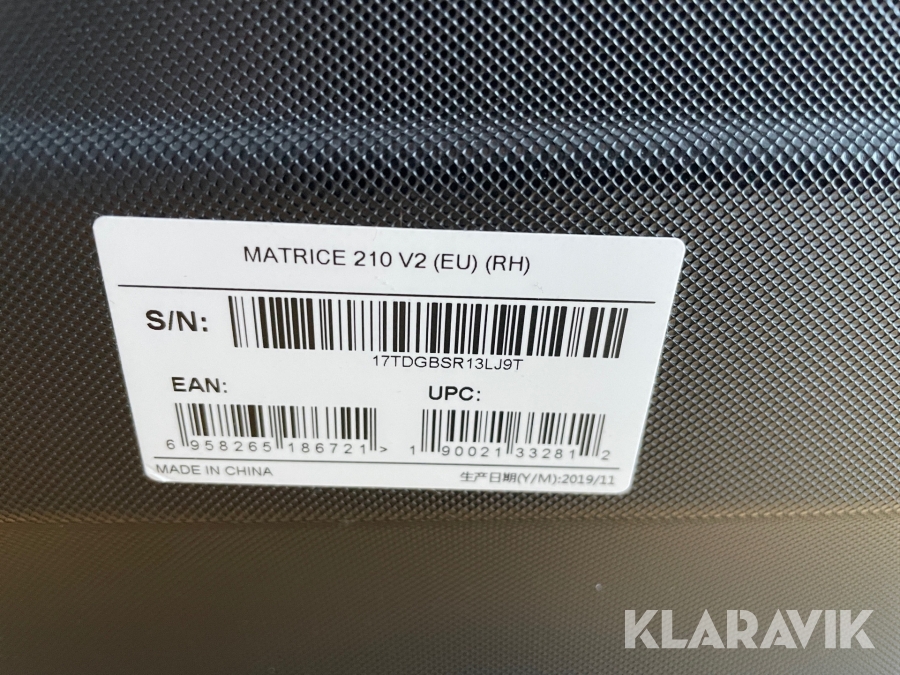 MATRICE 210 V2 (EU) (RH)
S/N:
17TDGBSR13LJ9T
EAN: UPC:
6 958265 186721 > 1 90021 33281 2
MADE IN CHINA 生产日期(Y/M):2019/11
KLARAVIK